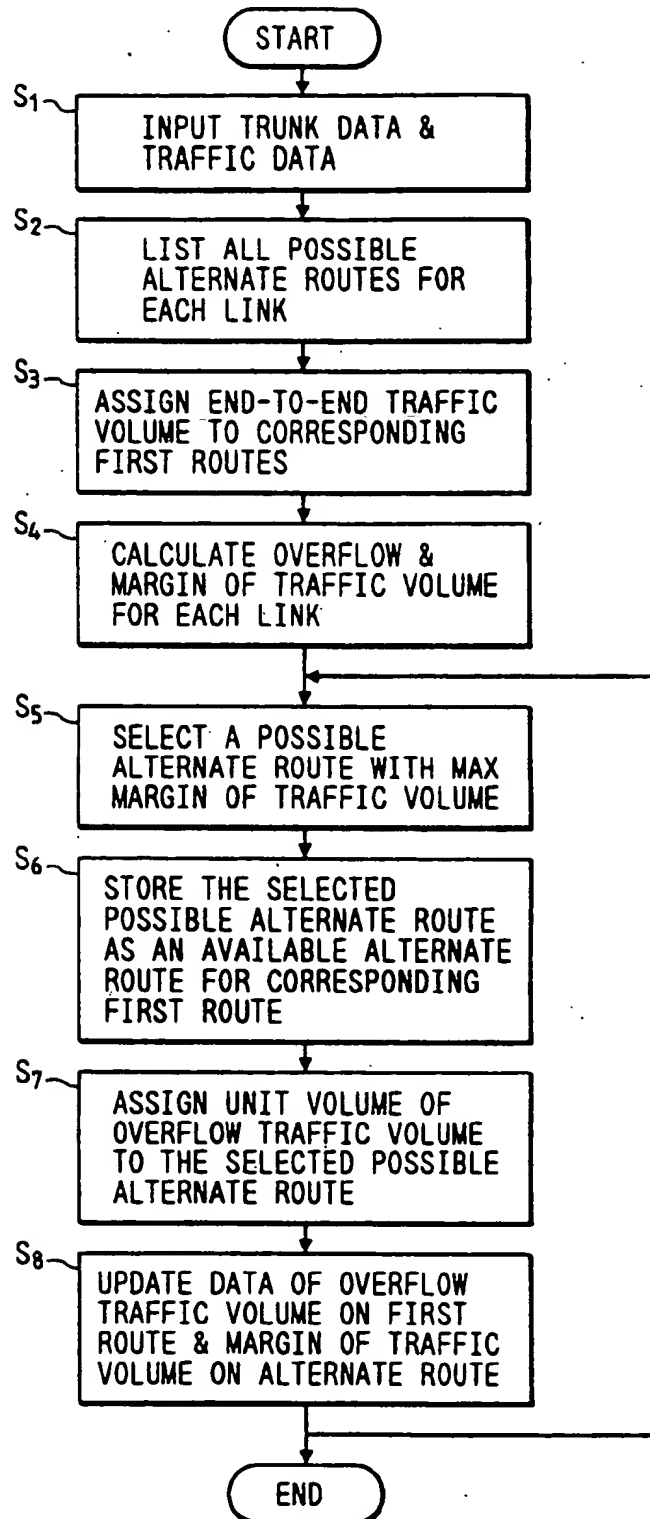 START
S1
INPUT TRUNK DATA &
TRAFFIC DATA
S2
LIST ALL POSSIBLE
ALTERNATE ROUTES FOR
EACH LINK
S3
ASSIGN END-TO-END TRAFFIC
VOLUME TO CORRESPONDING
FIRST ROUTES
S4
CALCULATE OVERFLOW &
MARGIN OF TRAFFIC VOLUME
FOR EACH LINK
S5
SELECT A POSSIBLE
ALTERNATE ROUTE WITH MAX
MARGIN OF TRAFFIC VOLUME
S6
STORE THE SELECTED
POSSIBLE ALTERNATE ROUTE
AS AN AVAILABLE ALTERNATE
ROUTE FOR CORRESPONDING
FIRST ROUTE
S7
ASSIGN UNIT VOLUME OF
OVERFLOW TRAFFIC VOLUME
TO THE SELECTED POSSIBLE
ALTERNATE ROUTE
S8
UPDATE DATA OF OVERFLOW
TRAFFIC VOLUME ON FIRST
ROUTE & MARGIN OF TRAFFIC
VOLUME ON ALTERNATE ROUTE
END